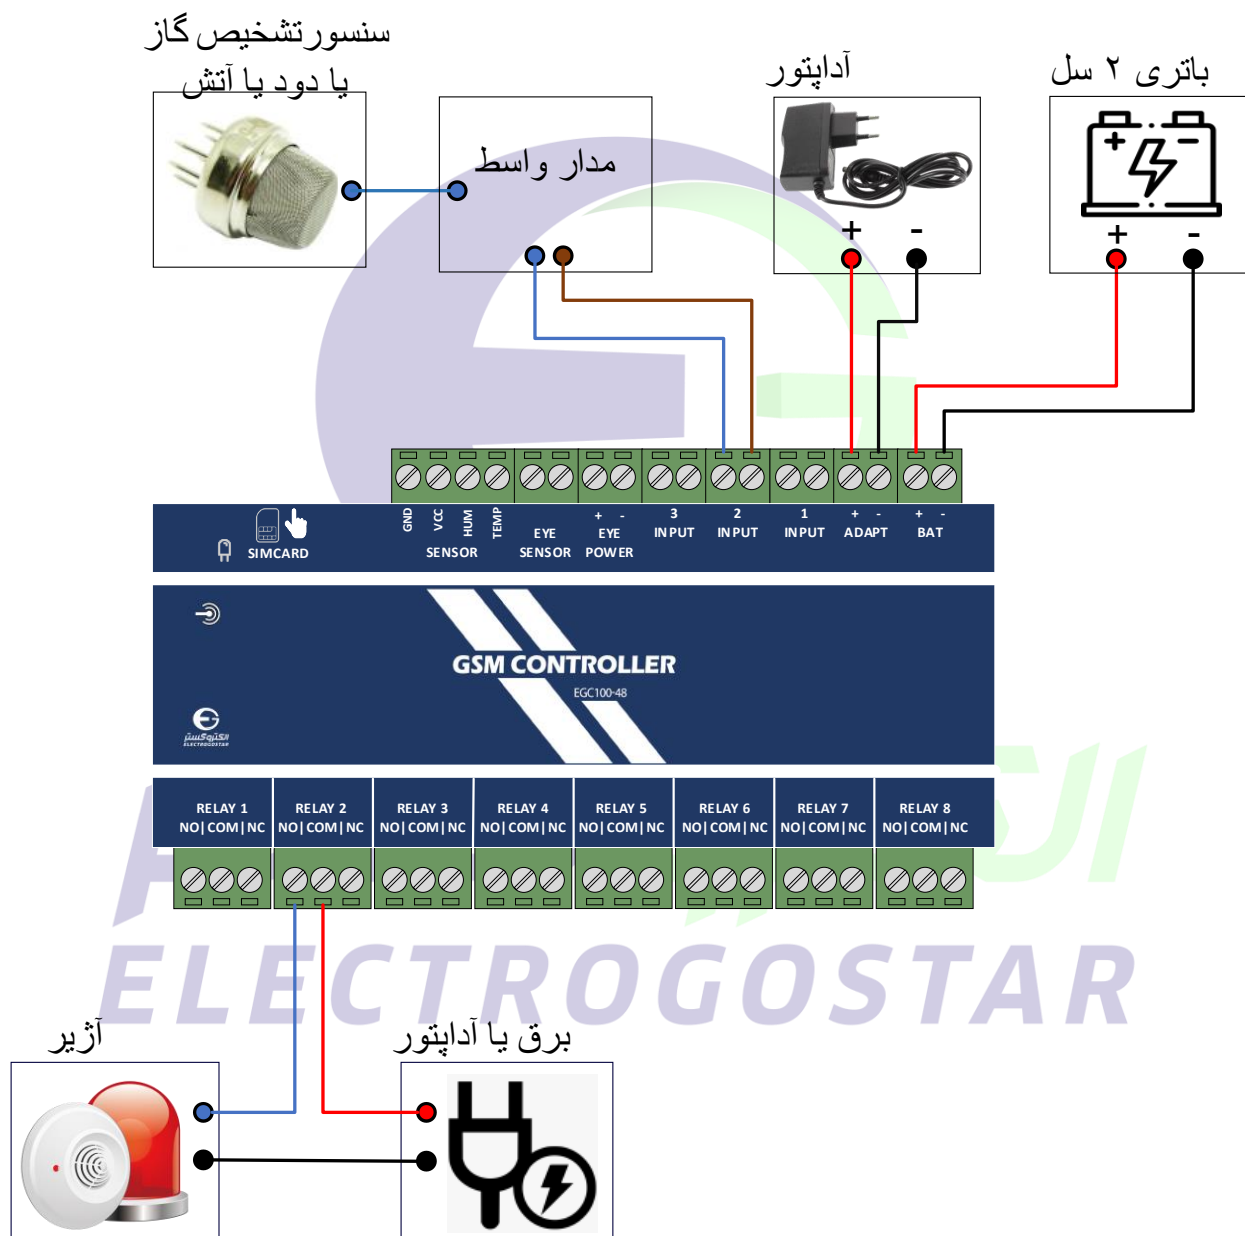 سنسور تشخیص گاز
یا دود یا آتش
مدار واسط
آداپتور
+ -
باتری ۲ سل
+ -
+ -
GND VCC HUM TEMP
SENSOR
EYE
SENSOR
+ -
EYE
POWER
3
INPUT
2
INPUT
1
INPUT
+ -
ADAPT
+ -
BAT
SIMCARD
GSM CONTROLLER
EGC100-48
الکتروگستر
ELECTROGOSTAR
RELAY 1
NO|COM|NC
RELAY 2
NO|COM|NC
RELAY 3
NO|COM|NC
RELAY 4
NO|COM|NC
RELAY 5
NO|COM|NC
RELAY 6
NO|COM|NC
RELAY 7
NO|COM|NC
RELAY 8
NO|COM|NC
ELECTROGOSTAR
آژیر
برق یا آداپتور